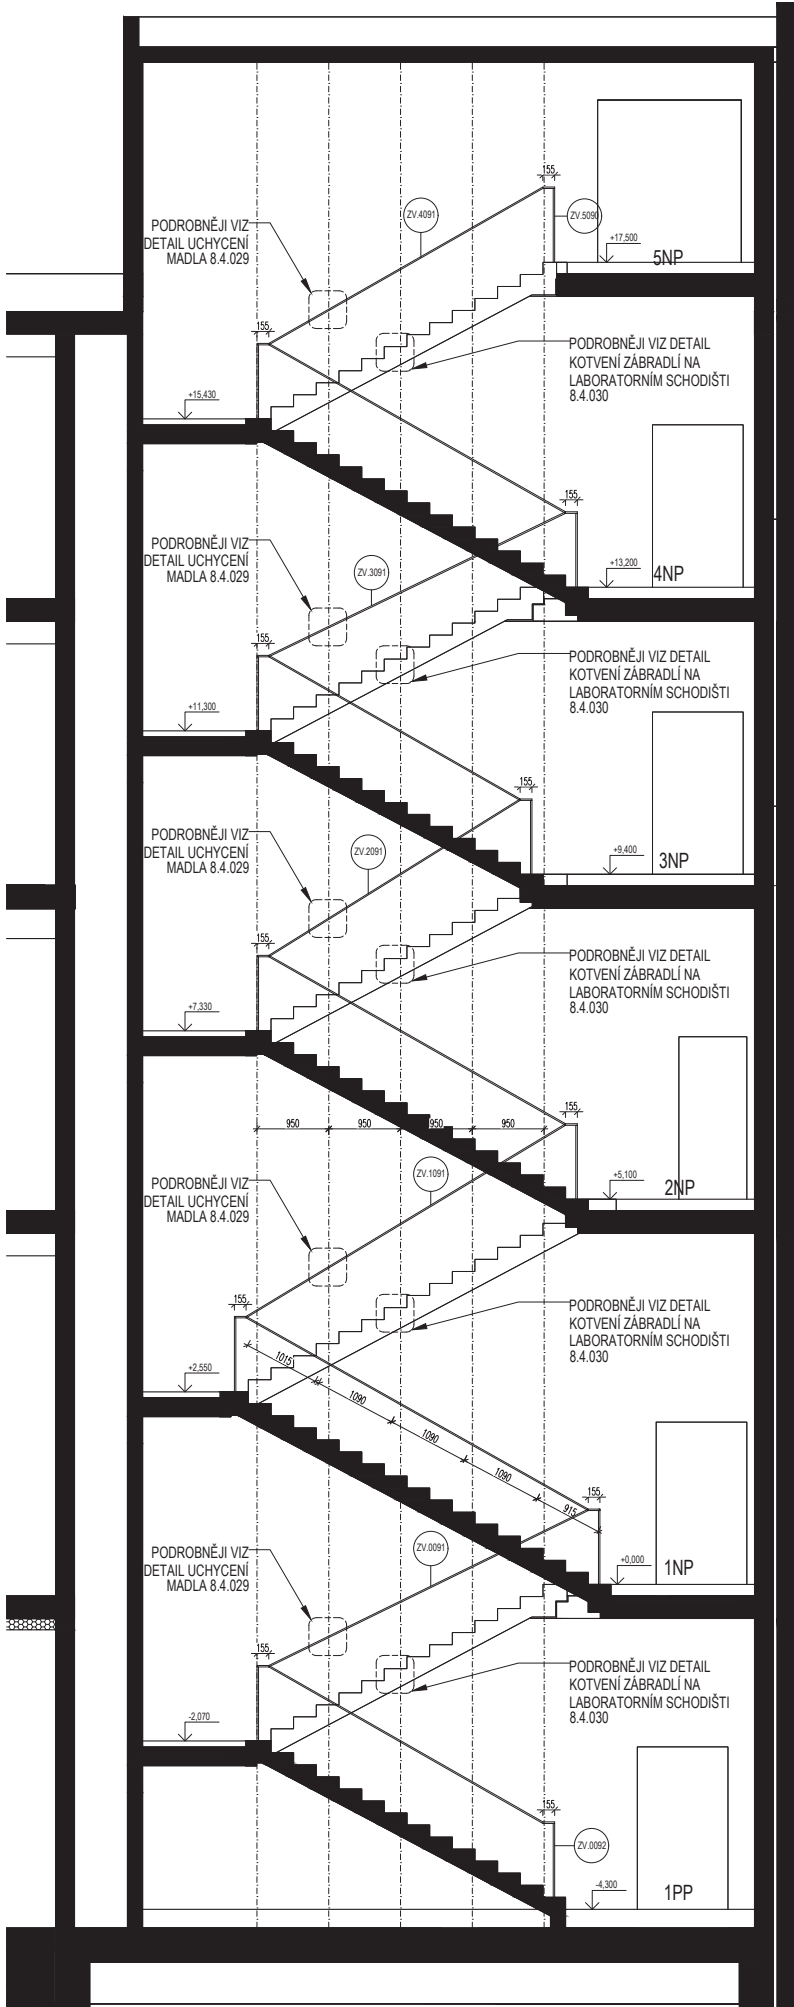 155
ZV.4091
ZV.5090
PODROBNĚJI VIZ
DETAIL UCHYCENÍ
MADLA 8.4.029
+17,500
5NP
155
PODROBNĚJI VIZ DETAIL
KOTVENÍ ZÁBRADLÍ NA
LABORATORNÍM SCHODIŠTI
8.4.030
+15,430
155
PODROBNĚJI VIZ
DETAIL UCHYCENÍ
MADLA 8.4.029
ZV.3091
+13,200
4NP
155
PODROBNĚJI VIZ DETAIL
KOTVENÍ ZÁBRADLÍ NA
LABORATORNÍM SCHODIŠTI
8.4.030
+11,300
155
PODROBNĚJI VIZ
DETAIL UCHYCENÍ
MADLA 8.4.029
ZV.2091
+9,400
3NP
155
PODROBNĚJI VIZ DETAIL
KOTVENÍ ZÁBRADLÍ NA
LABORATORNÍM SCHODIŠTI
8.4.030
+7,330
155
950
950
950
950
PODROBNĚJI VIZ
DETAIL UCHYCENÍ
MADLA 8.4.029
ZV.1091
+5,100
2NP
155
PODROBNĚJI VIZ DETAIL
KOTVENÍ ZÁBRADLÍ NA
LABORATORNÍM SCHODIŠTI
8.4.030
1015
+2,550
1090
1090
1090
155
915
PODROBNĚJI VIZ
DETAIL UCHYCENÍ
MADLA 8.4.029
ZV.0091
+0,000
1NP
155
PODROBNĚJI VIZ DETAIL
KOTVENÍ ZÁBRADLÍ NA
LABORATORNÍM SCHODIŠTI
8.4.030
-2,070
155
ZV.0092
-4,300
1PP